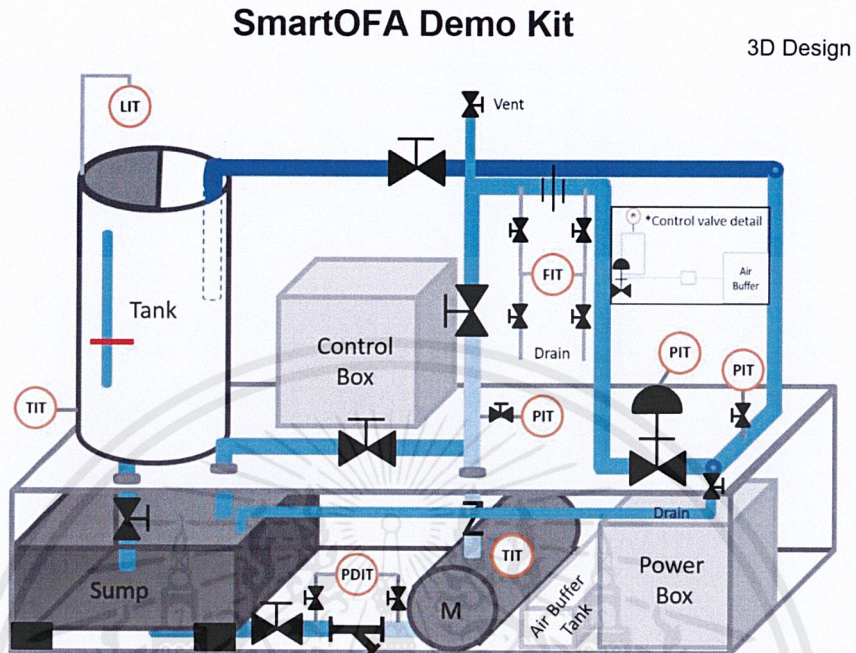 SmartOFA Demo Kit
3D Design
LIT
Vent
*Control valve detail
Air
Buffer
FIT
Tank
Control
Box
Drain
PIT
PIT
TIT
PIT
Drain
TIT
PDIT
Sump
M
Air Buffer
Tank
Power
Box